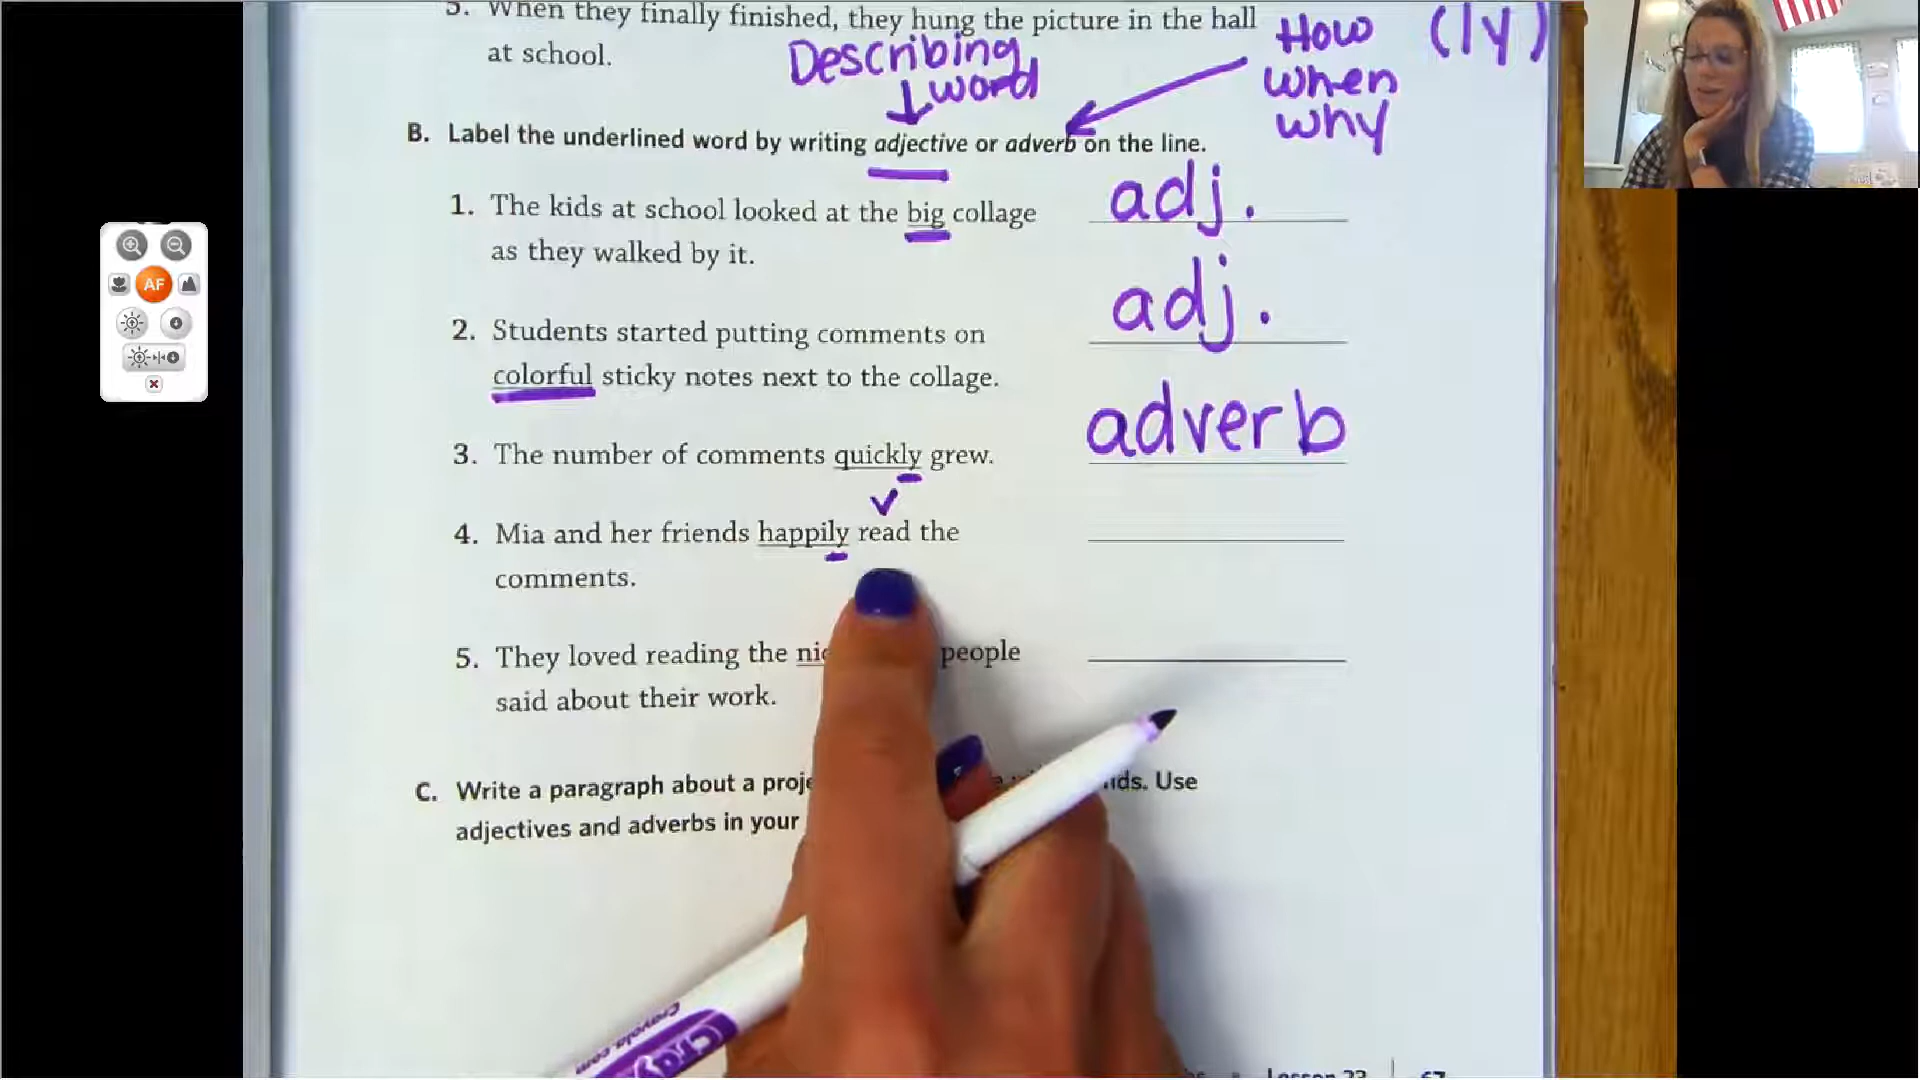 3. When they finally finished, they hung the picture in the hall
at school.
Describing
word
How
when
why
(ly)
B. Label the underlined word by writing adjective or adverb on the line.
1. The kids at school looked at the big collage
as they walked by it.
adj.
2. Students started putting comments on
colorful sticky notes next to the collage.
adj.
3. The number of comments quickly grew.
adverb
4. Mia and her friends happily read the
comments.
5. They loved reading the people
said about their work.
C. Write a paragraph about a Use
adjectives and adverbs in your
Crayola.com
AF